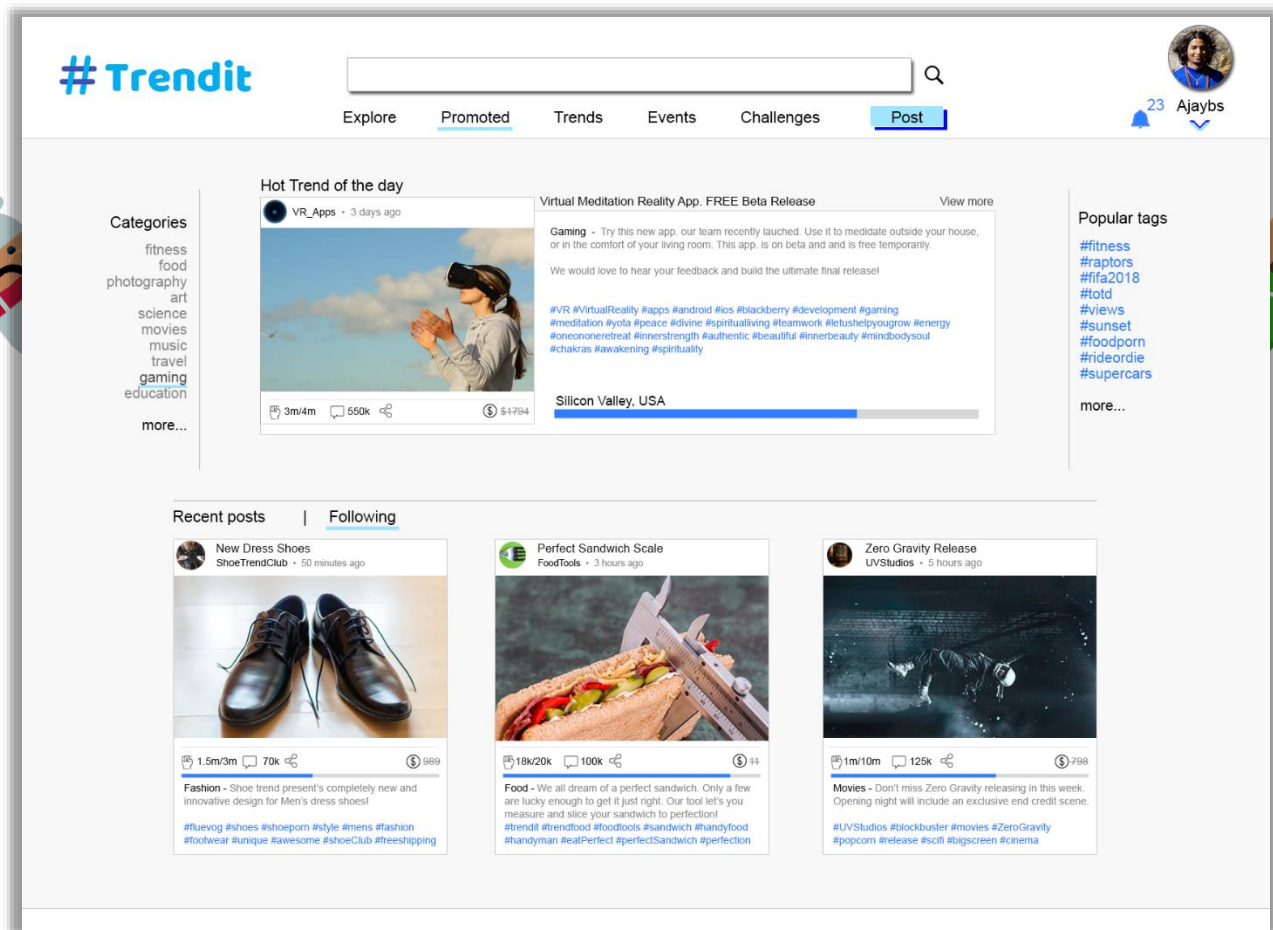 # Trendit
Explore Promoted Trends Events Challenges Post
23 Ajaybs
Categories
fitness
food
photography
art
science
movies
music
travel
gaming
education
more...
Hot Trend of the day
VR_Apps • 3 days ago
3m/4m 550k $1794
Virtual Meditation Reality App. FREE Beta Release View more
Gaming - Try this new app. our team recently lauched. Use it to medidate outside your house,
or in the comfort of your living room. This app. is on beta and and is free temporarily.
We would love to hear your feedback and build the ultimate final release!
#VR #VirtualReality #apps #android #ios #blackberry #development #gaming
#meditation #yota #peace #divine #spiritualliving #teamwork #letushelpyougrow #energy
#oneononeretreat #innerstrength #authentic #beautiful #innerbeauty #mindbodysoul
#chakras #awakening #spirituality
Silicon Valley, USA
Popular tags
#fitness
#raptors
#fifa2018
#totd
#views
#sunset
#foodporn
#rideordie
#supercars
more...
Recent posts | Following
New Dress Shoes
ShoeTrendClub • 50 minutes ago
1.5m/3m 70k $ 989
Fashion - Shoe trend present's completely new and
innovative design for Men's dress shoes!
#fluevog #shoes #shoeporn #style #mens #fashion
#footwear #unique #awesome #shoeClub #freeshipping
Perfect Sandwich Scale
FoodTools • 3 hours ago
18k/20k 100k $ 11
Food - We all dream of a perfect sandwich. Only a few
are lucky enough to get it just right. Our tool let's you
measure and slice your sandwich to perfection!
#trendit #trendfood #foodtools #sandwich #handyfood
#handyman #eatPerfect #perfectSandwich #perfection
Zero Gravity Release
UVStudios • 5 hours ago
1m/10m 125k $ 798
Movies - Don't miss Zero Gravity releasing in this week.
Opening night will include an exclusive end credit scene.
#UVStudios #blockbuster #movies #ZeroGravity
#popcorn #release #scifi #bigscreen #cinema